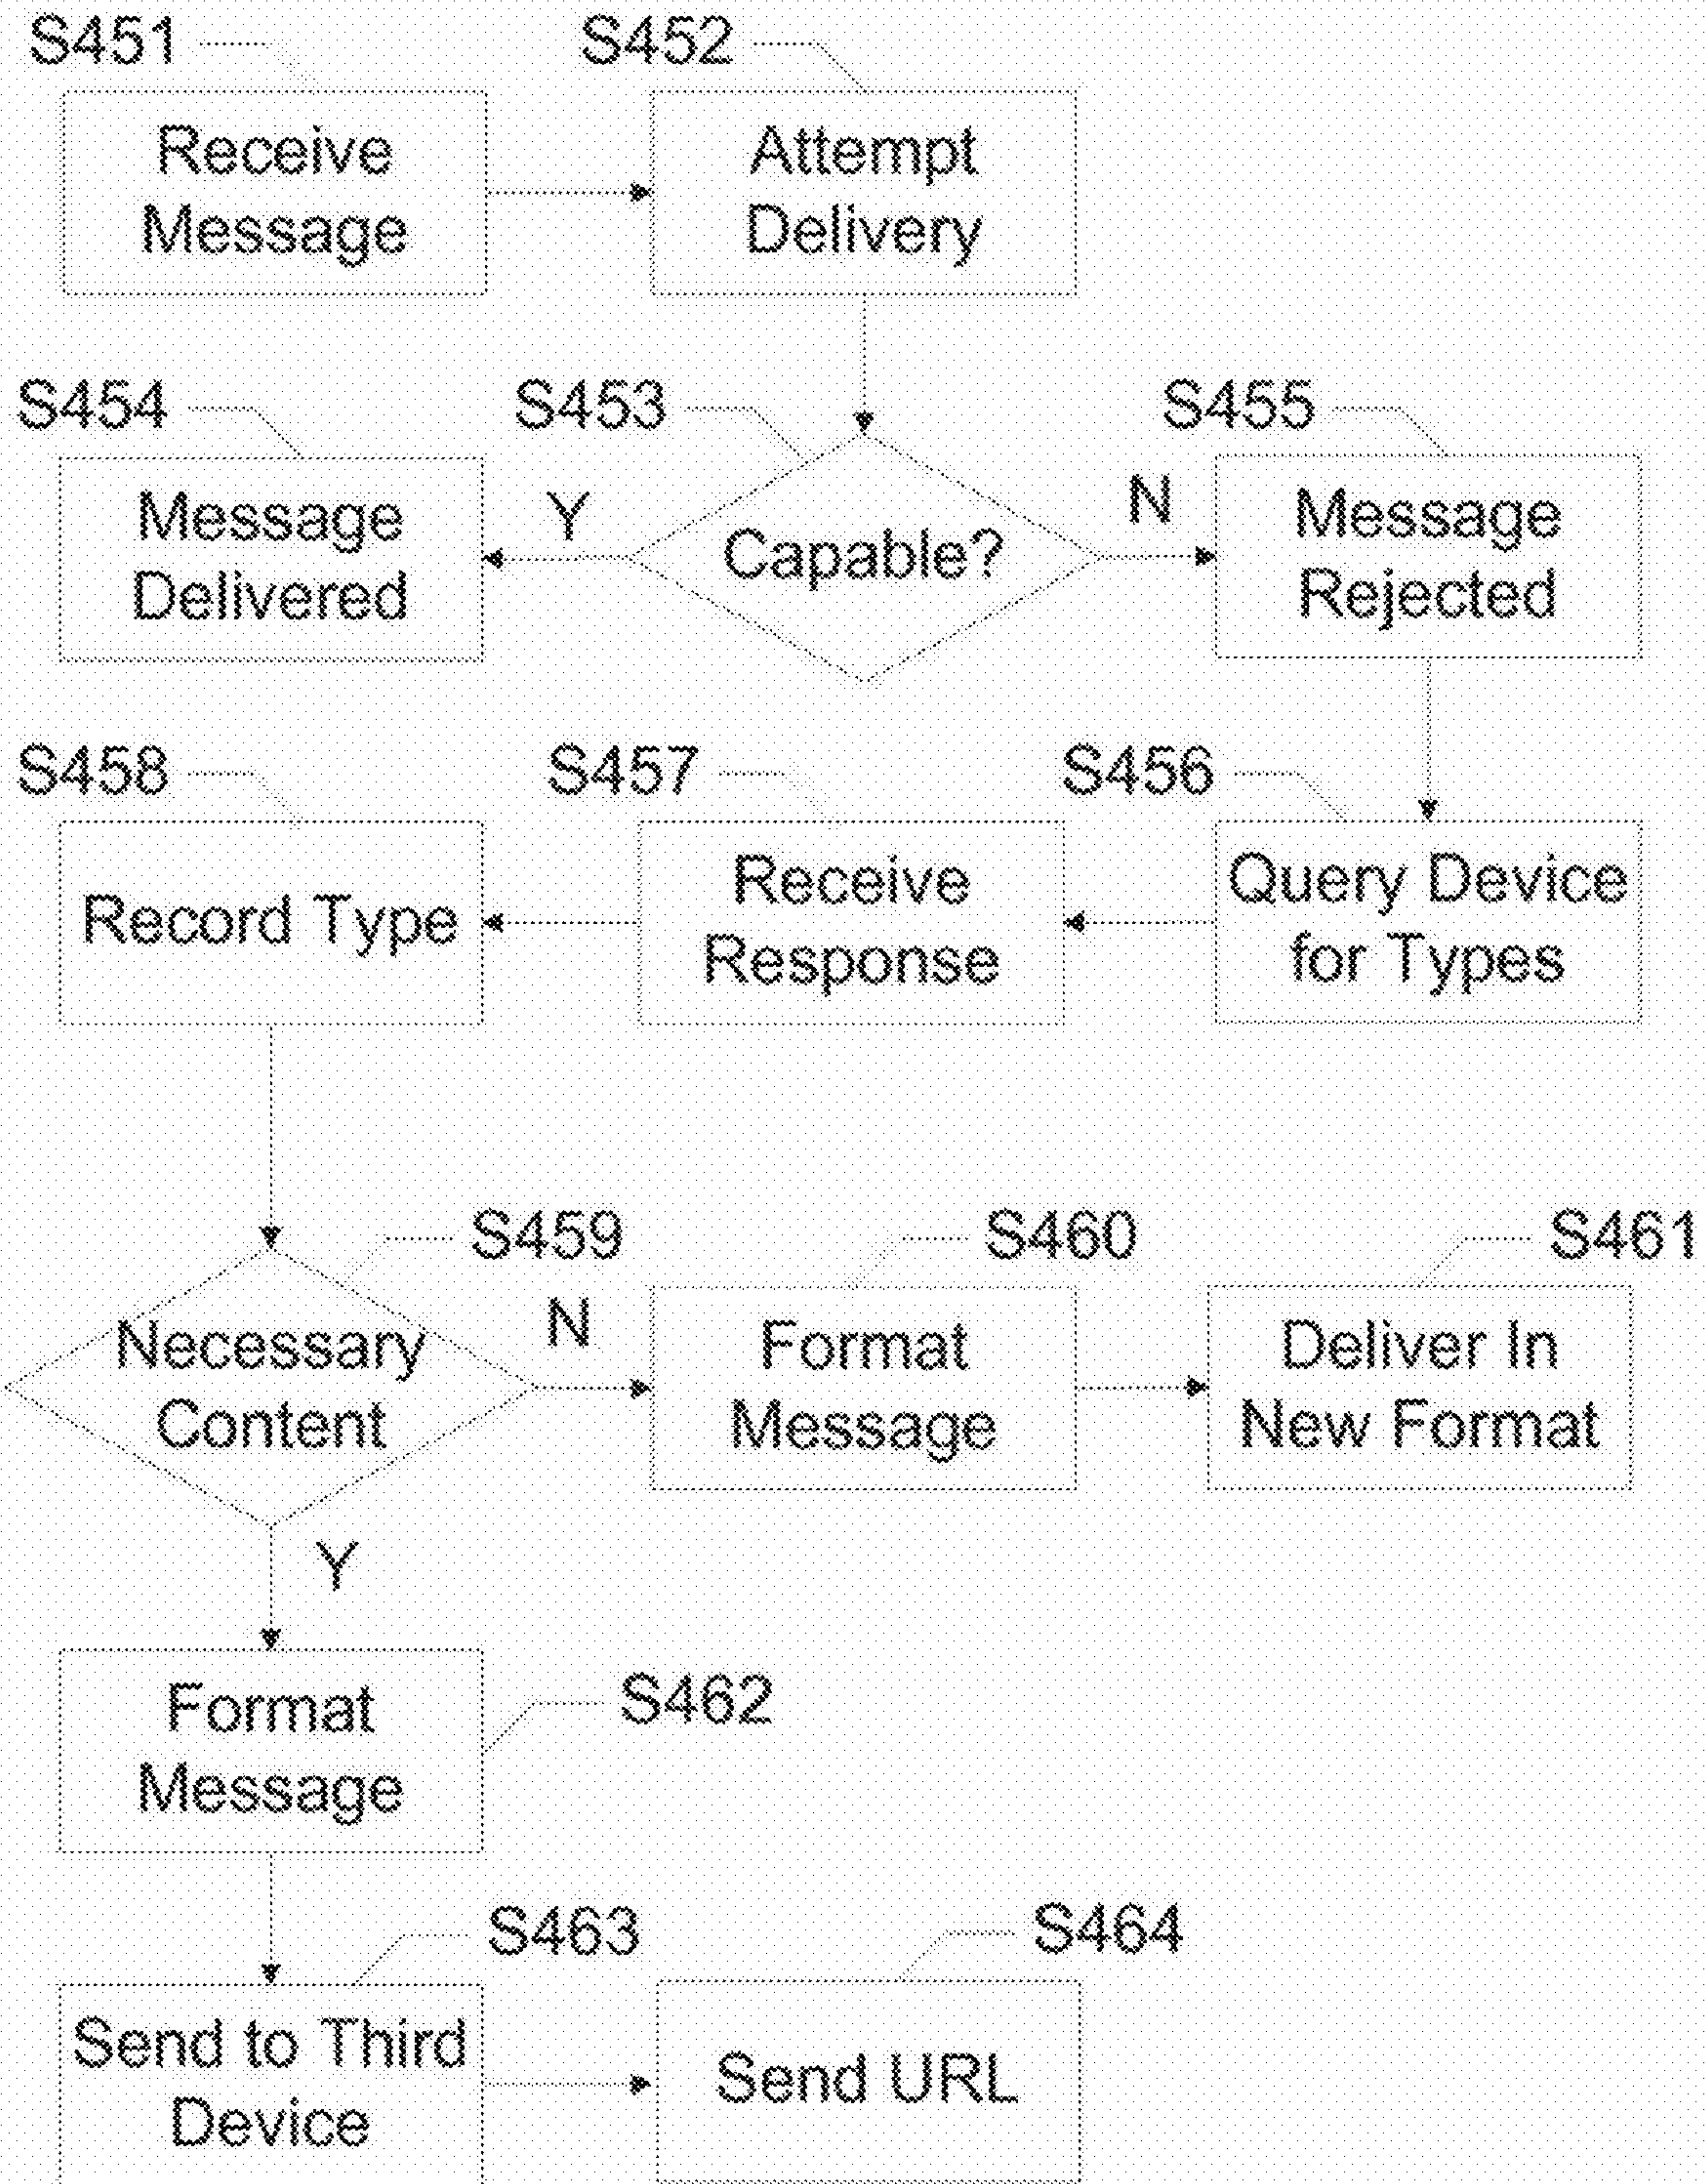 S451
Receive
Message
S452
Attempt
Delivery
S454
Message
Delivered
S453
Y
Capable?
N
S455
Message
Rejected
S458
Record Type
S457
Receive
Response
S456
Query Device
for Types
S459
Necessary
Content
N
S460
Format
Message
S461
Deliver In
New Format
Y
Format
Message
S462
S463
Send to Third
Device
S464
Send URL